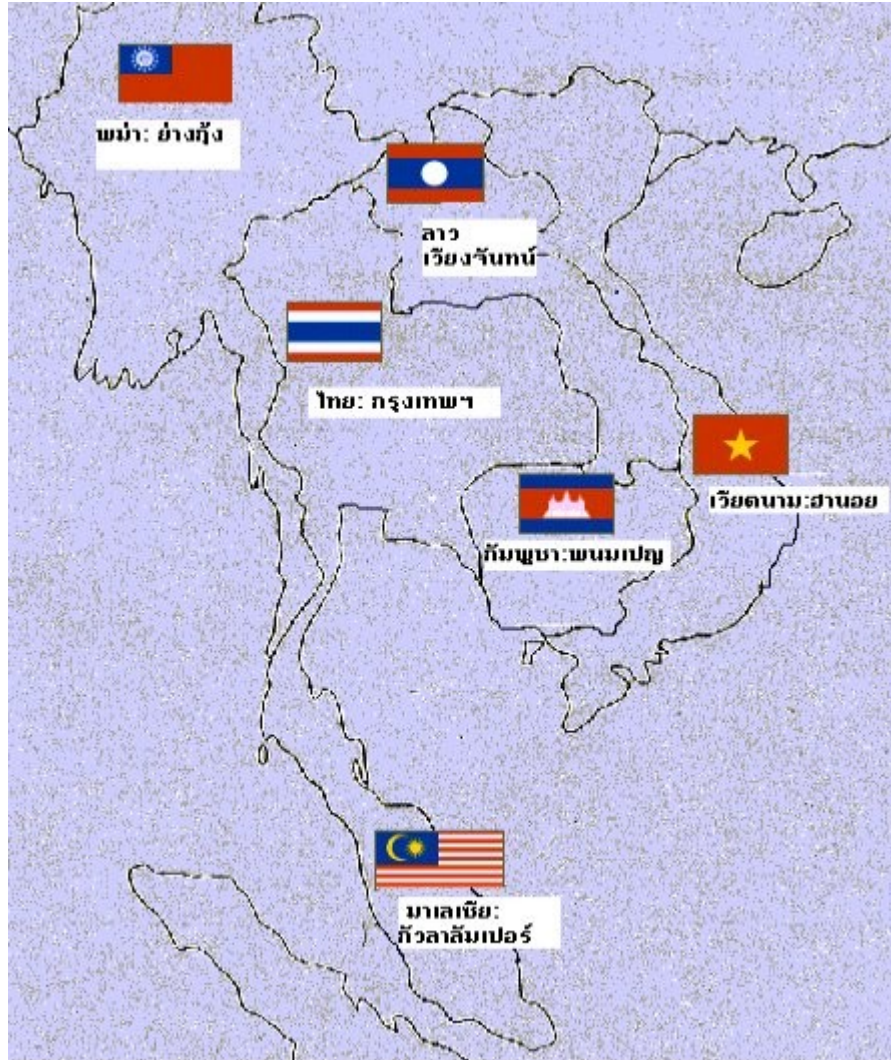 พม่า: ย่างกุ้ง
ลาว
เวียงจันทน์
ไทย: กรุงเทพฯ
เวียดนาม:ฮานอย
กัมพูชา:พนมเปญ
มาเลเซีย:
กัวลาลัมเปอร์